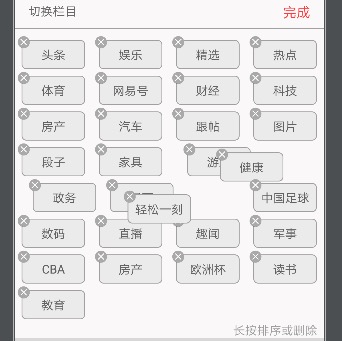 切换栏目 完成
头条 娱乐 精选 热点
体育 网易号 财经 科技
房产 汽车 跟帖 图片
段子 家具 游 健康
政务 轻松一刻 中国足球
数码 直播 趣闻 军事
CBA 房产 欧洲杯 读书
教育
长按排序或删除